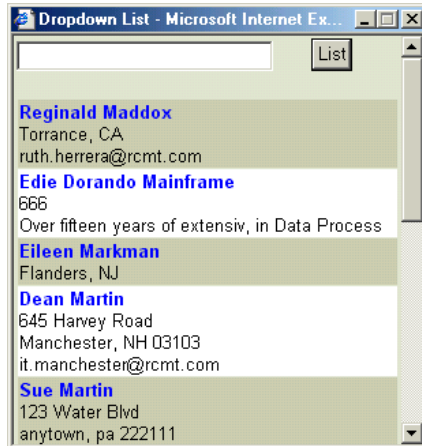 Dropdown List - Microsoft Internet Ex...
List
Reginald Maddox
Torrance, CA
ruth.herrera@rcmt.com
Edie Dorando Mainframe
666
Over fifteen years of extensiv, in Data Process
Eileen Markman
Flanders, NJ
Dean Martin
645 Harvey Road
Manchester, NH 03103
it.manchester@rcmt.com
Sue Martin
123 Water Blvd
anytown, pa 222111